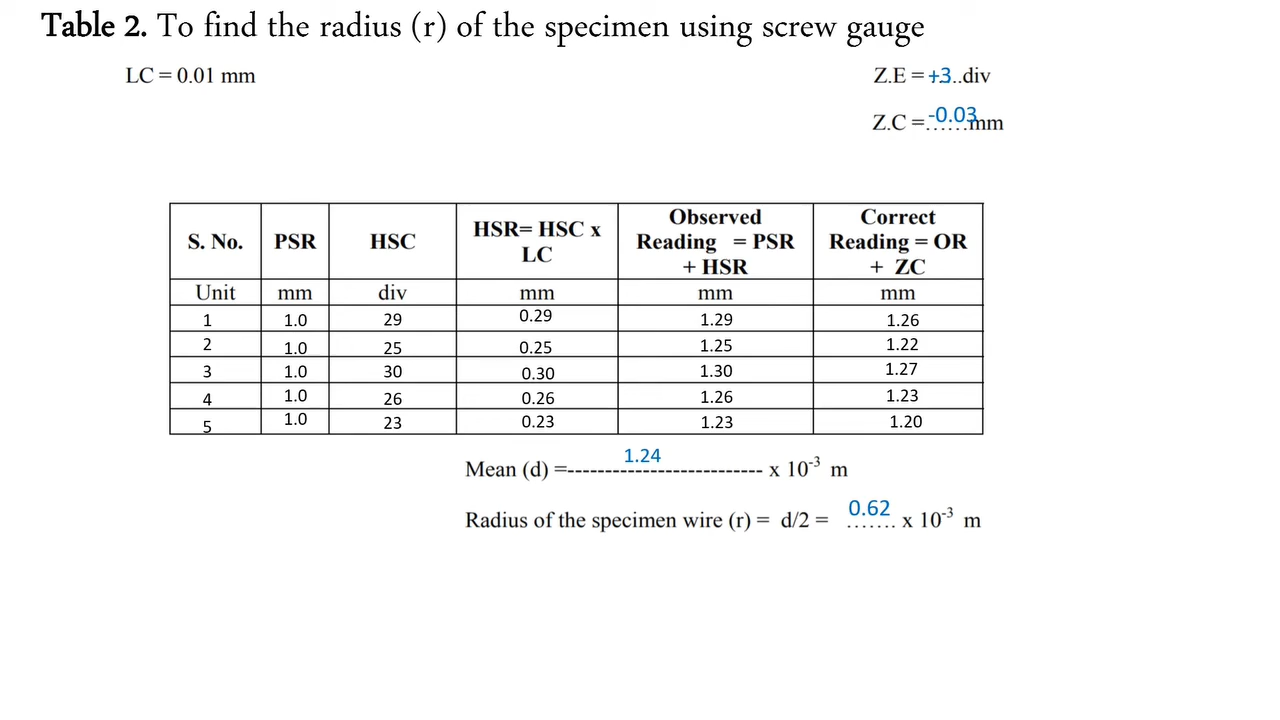 Table 2. To find the radius (r) of the specimen using screw gauge
LC = 0.01 mm
Z.E = +3..div
Z.C = -0.03 ......mm
S. No. PSR HSC HSR= HSC x LC Observed Reading = PSR + HSR Correct Reading = OR + ZC
Unit mm div mm mm mm
1 1.0 29 0.29 1.29 1.26
2 1.0 25 0.25 1.25 1.22
3 1.0 30 0.30 1.30 1.27
4 1.0 26 0.26 1.26 1.23
5 1.0 23 0.23 1.23 1.20
Mean (d) =-------------------------- 1.24 x 10⁻³ m
Radius of the specimen wire (r) = d/2 = 0.62 ....... x 10⁻³ m